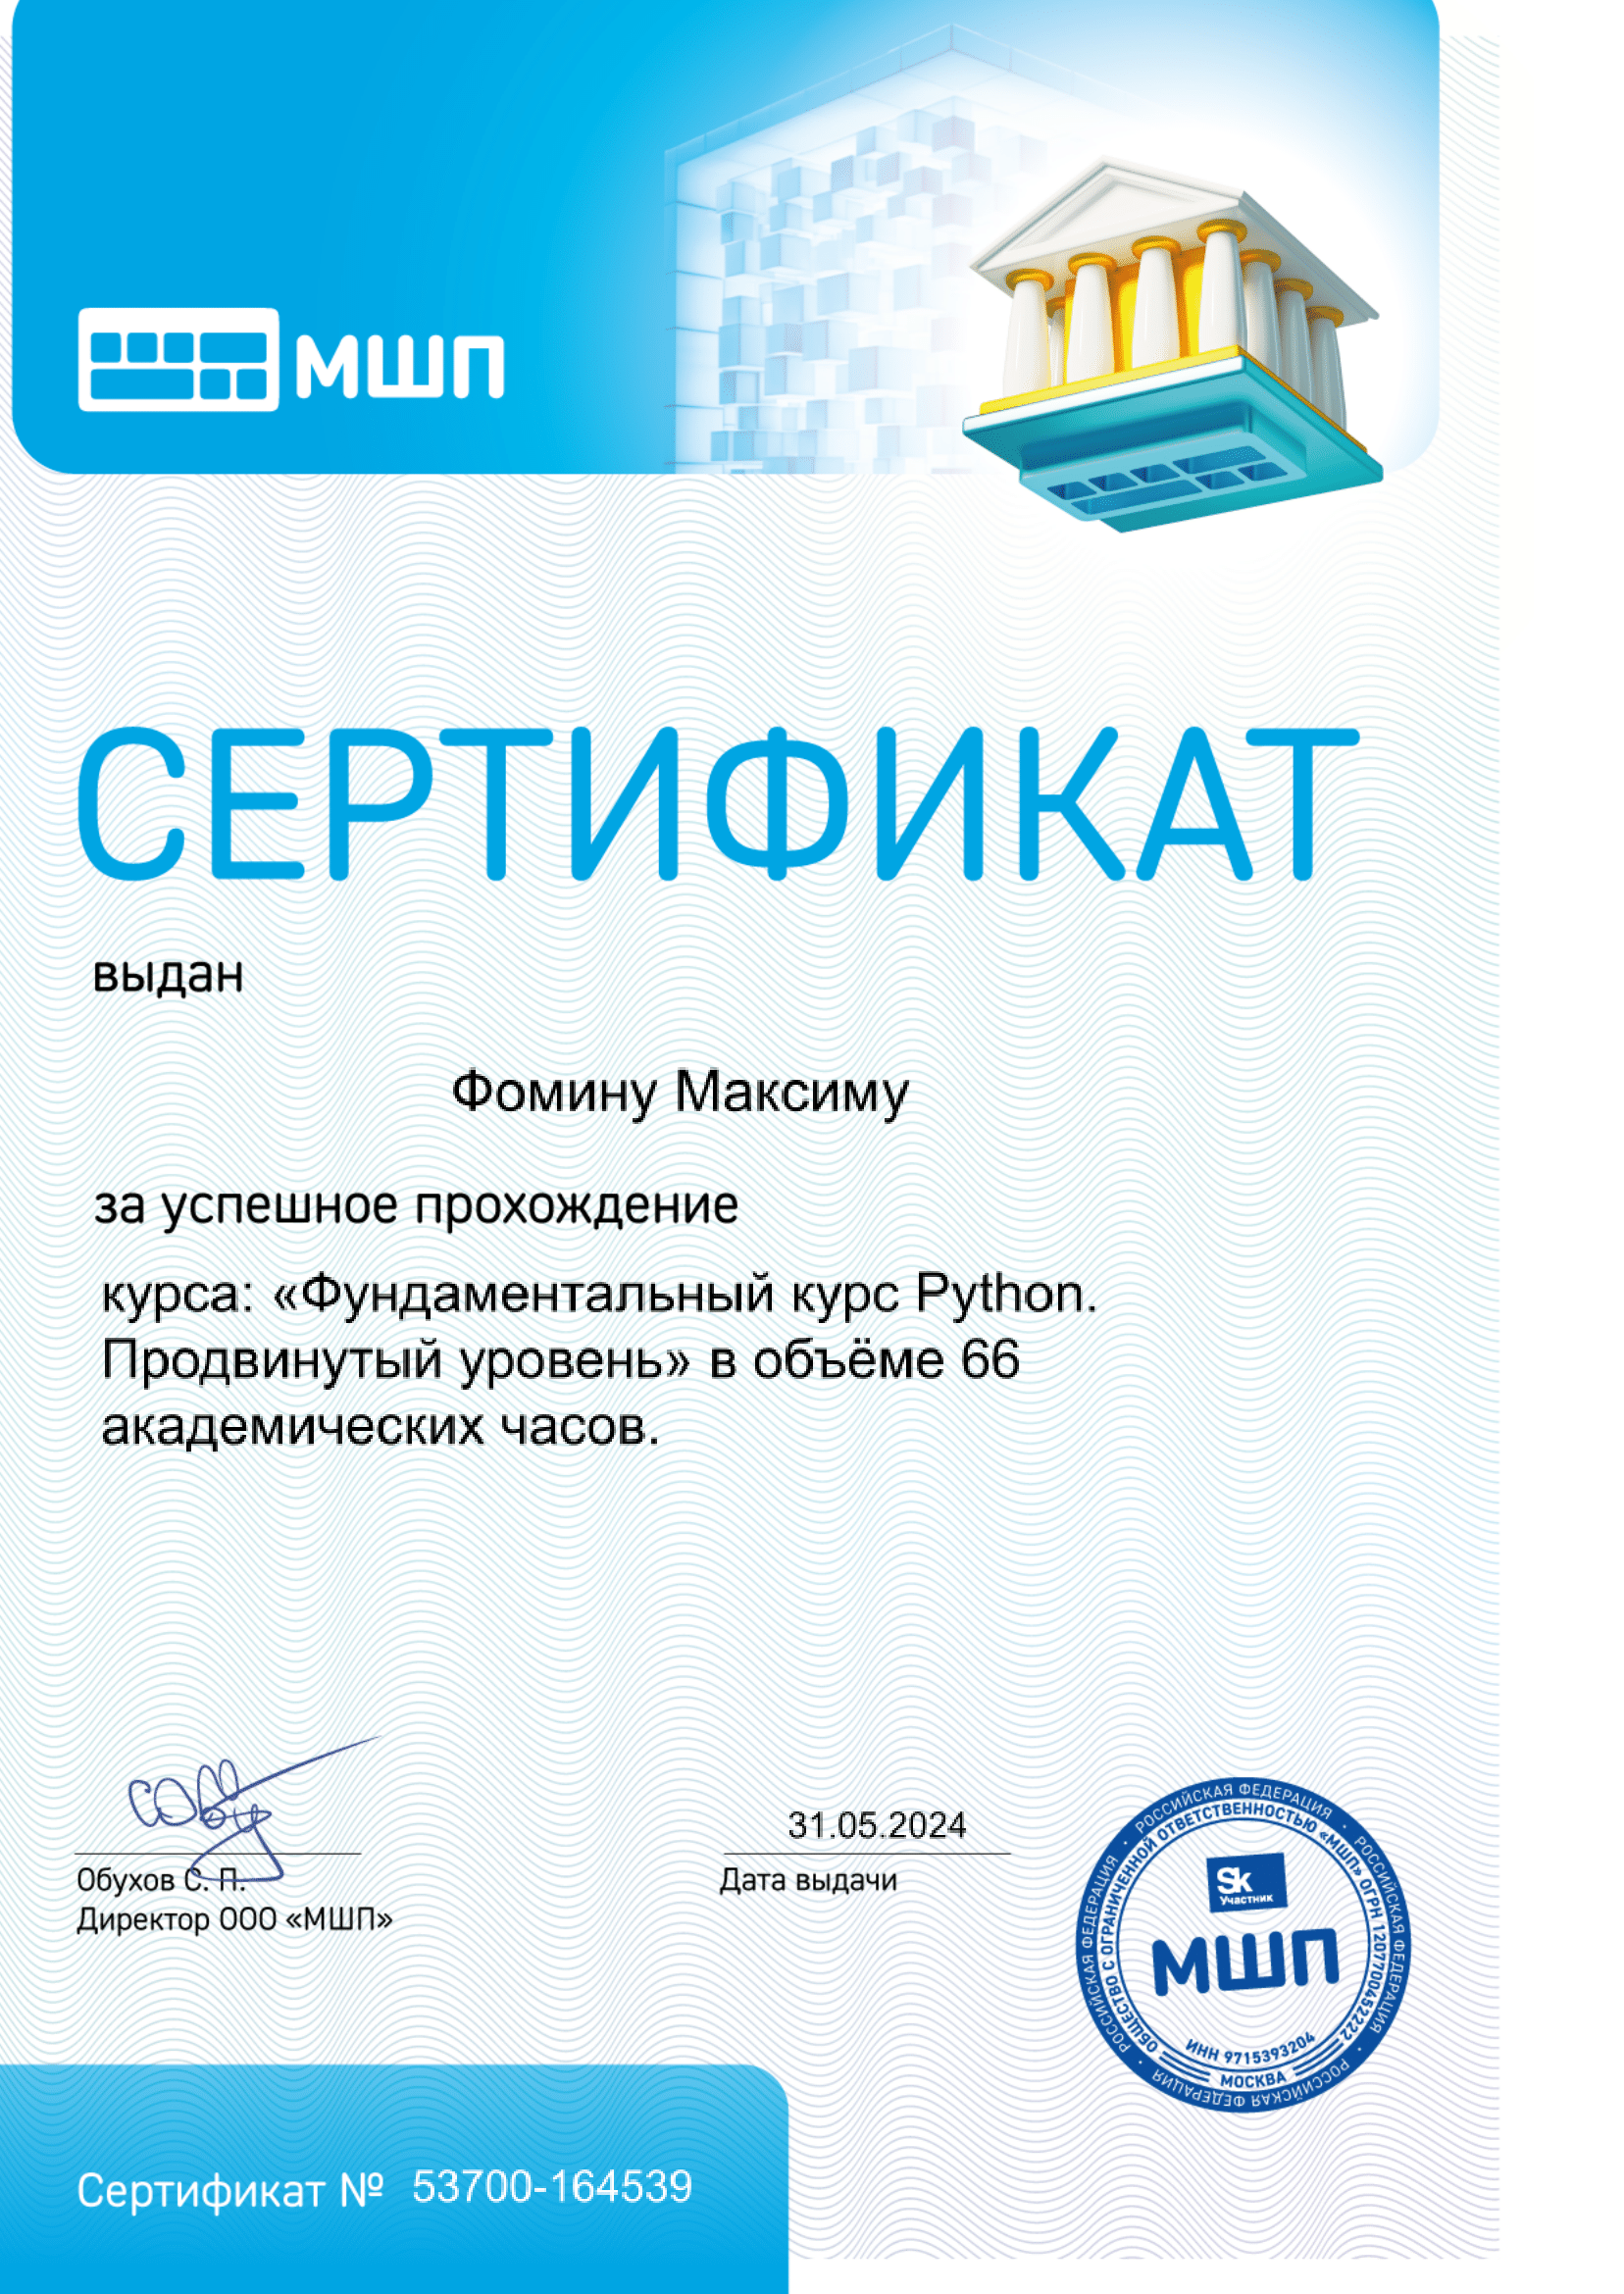 МШП
СЕРТИФИКАТ
выдан
Фомину Максиму
за успешное прохождение
курса: «Фундаментальный курс Python.
Продвинутый уровень» в объёме 66
академических часов.
31.05.2024
Обухов С. П.
Директор ООО «МШП»
Дата выдачи
РОССИЙСКАЯ ФЕДЕРАЦИЯ · РОССИЙСКАЯ ФЕДЕРАЦИЯ · РОССИЙСКАЯ ФЕДЕРАЦИЯ · РОССИЙСКАЯ ФЕДЕРАЦИЯ ·
ОБЩЕСТВО С ОГРАНИЧЕННОЙ ОТВЕТСТВЕННОСТЬЮ «МШП» ОГРН 1207700452222
Sk
Участник
МШП
ИНН 9715393204
МОСКВА
Сертификат № 53700-164539